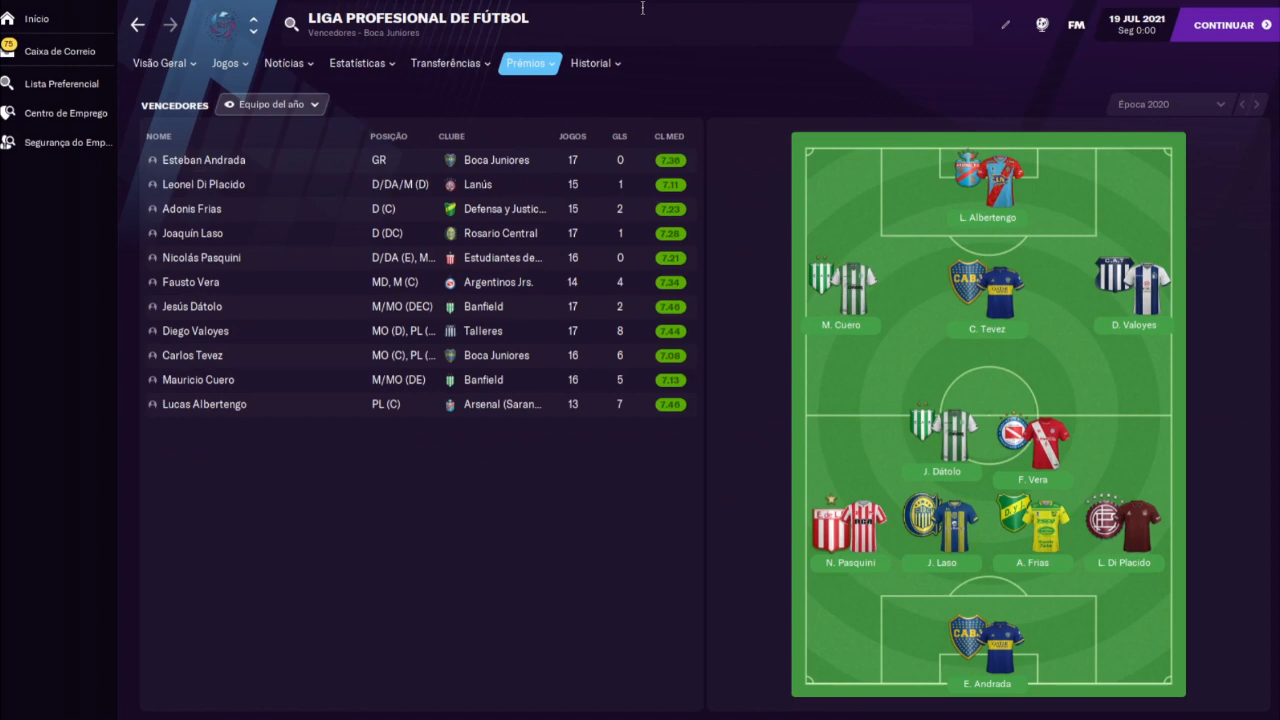 Início
75
Caixa de Correio
Lista Preferencial
Centro de Emprego
Segurança do Emp...
LIGA PROFESIONAL DE FÚTBOL
Vencedores - Boca Juniores
FM
19 JUL 2021
Seg 0:00
CONTINUAR
Visão Geral
Jogos
Notícias
Estatísticas
Transferências
Prémios
Historial
VENCEDORES
Equipo del año
Época 2020
NOME POSIÇÃO CLUBE JOGOS GLS CL MED
Esteban Andrada GR Boca Juniores 17 0 7.36
Leonel Di Placido D/DA/M (D) Lanús 15 1 7.11
Adonis Frias D (C) Defensa y Justic... 15 2 7.23
Joaquín Laso D (DC) Rosario Central 17 1 7.28
Nicolás Pasquini D/DA (E), M... Estudiantes de... 16 0 7.21
Fausto Vera MD, M (C) Argentinos Jrs. 14 4 7.34
Jesús Dátolo M/MO (DEC) Banfield 17 2 7.46
Diego Valoyes MO (D), PL (... Talleres 17 8 7.44
Carlos Tevez MO (C), PL (... Boca Juniores 16 6 7.08
Mauricio Cuero M/MO (DE) Banfield 16 5 7.13
Lucas Albertengo PL (C) Arsenal (Saran... 13 7 7.46
L. Albertengo
M. Cuero
C. Tevez
D. Valoyes
J. Dátolo
F. Vera
N. Pasquini
J. Laso
A. Frias
L. Di Placido
E. Andrada